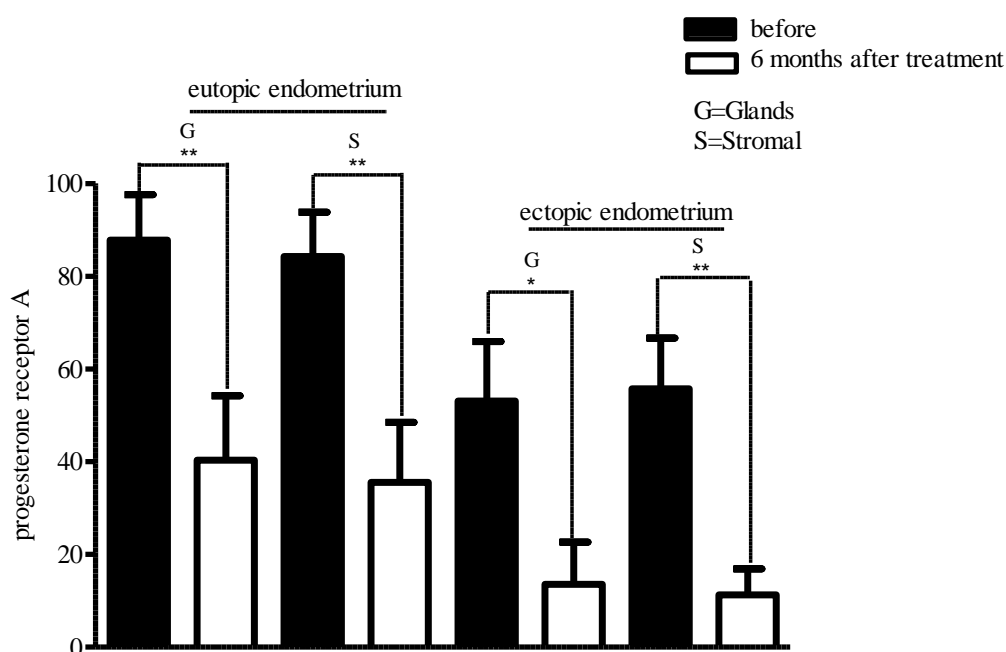 before
6 months after treatment
G=Glands
S=Stromal
eutopic endometrium
G
**
S
**
ectopic endometrium
G
*
S
**
progesterone receptor A
100
80
60
40
20
0